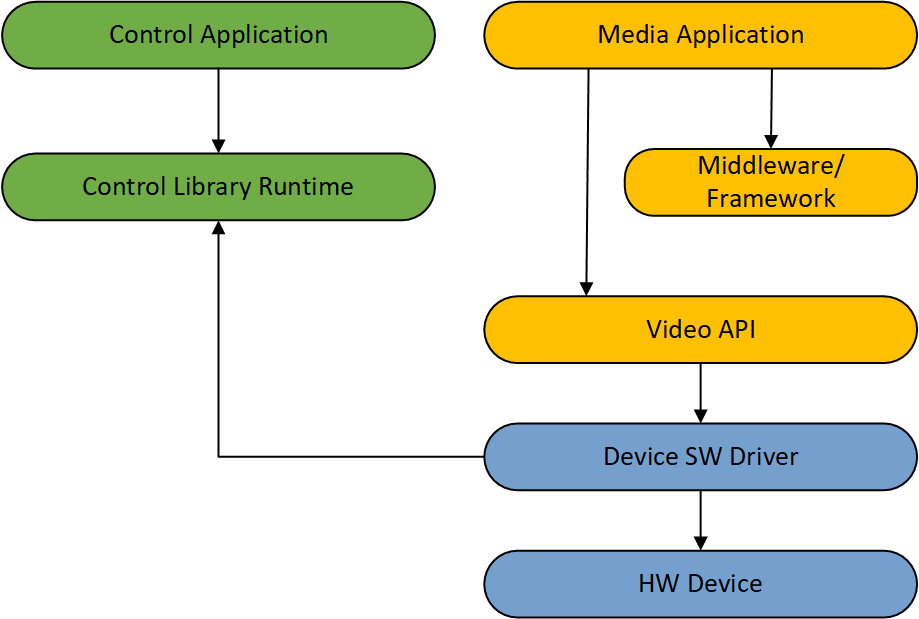 Control Application
Media Application
Control Library Runtime
Middleware/
Framework
Video API
Device SW Driver
HW Device